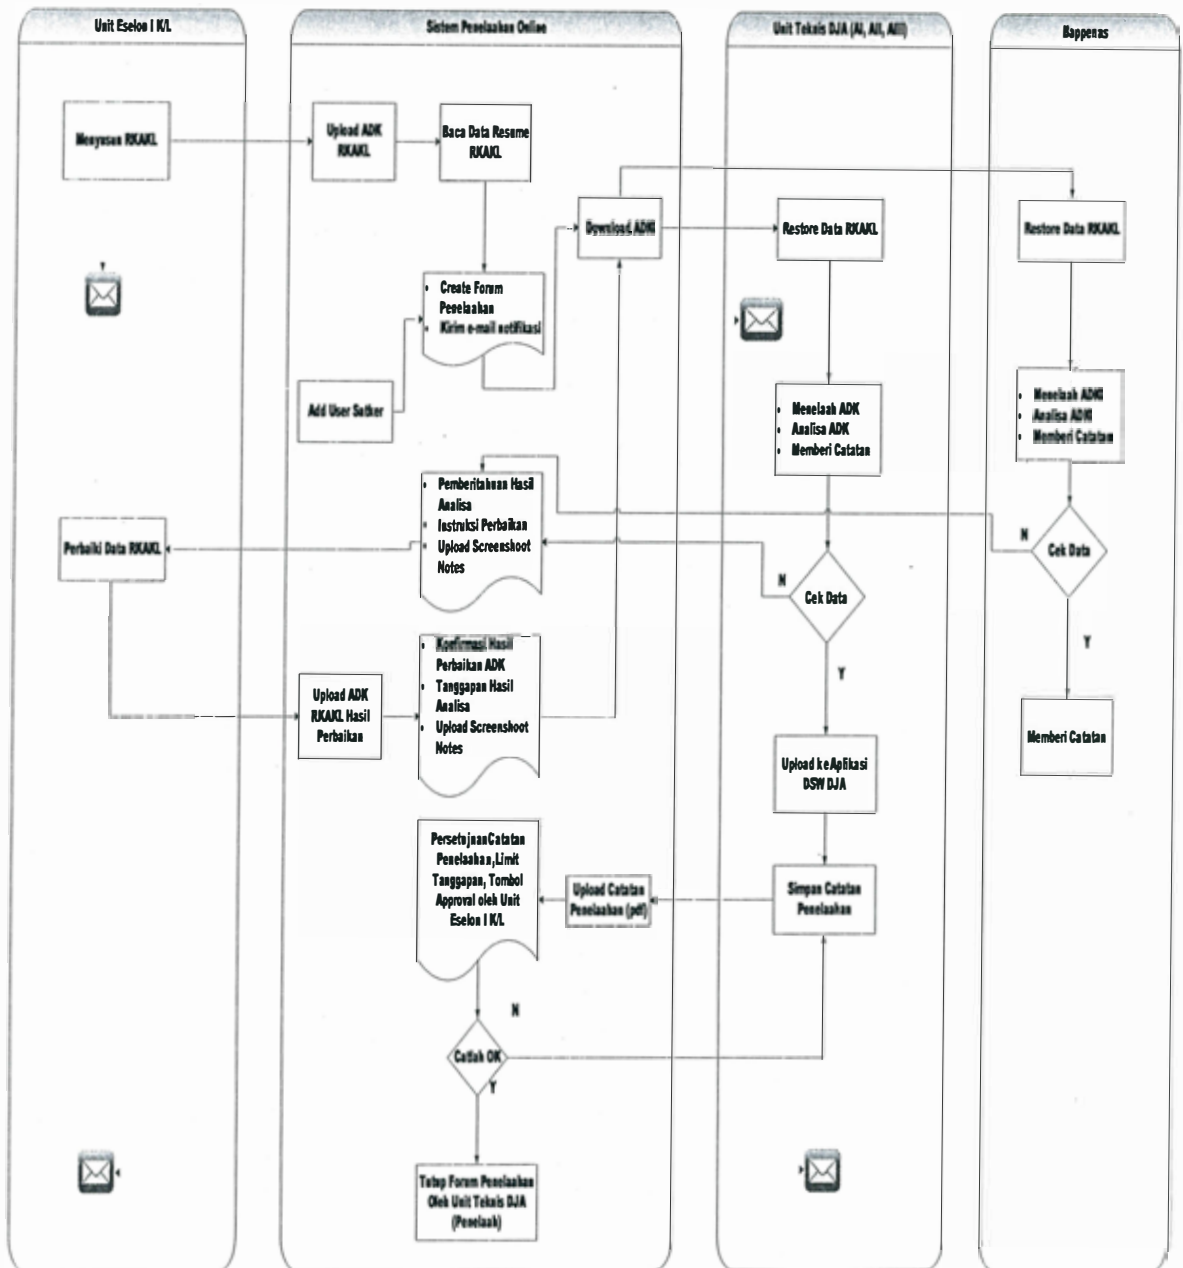 Unit Eselon I K/L
Sistem Penelaahan Online
Unit Teknis DJA (AI, AII, AIII)
Bappenas
Menyusun RKAKL
Upload ADK
RKAKL
Baca Data Resume
RKAKL
Download ADK
Restore Data RKAKL
Restore Data RKAKL
• Create Forum
Penelaahan
• Kirim e-mail notifikasi
Add User Satker
• Menelaah ADK
• Analisa ADK
• Memberi Catatan
• Menelaah ADK
• Analisa ADK
• Memberi Catatan
• Pemberitahuan Hasil
Analisa
• Instruksi Perbaikan
• Upload Screenshoot
Notes
Perbaiki Data RKAKL
N
Cek Data
N
Cek Data
Y
Y
• Konfirmasi Hasil
Perbaikan ADK
• Tanggapan Hasil
Analisa
• Upload Screenshoot
Notes
Upload ADK
RKAKL Hasil
Perbaikan
Memberi Catatan
Upload ke Aplikasi
DSW DJA
Persetujuan Catatan
Penelaahan, Limit
Tanggapan, Tombol
Approval oleh Unit
Eselon I K/L
Upload Catatan
Penelaahan (pdf)
Simpan Catatan
Penelaahan
N
Catlah OK
Y
Tutup Forum Penelaahan
Oleh Unit Teknis DJA
(Penelaah)